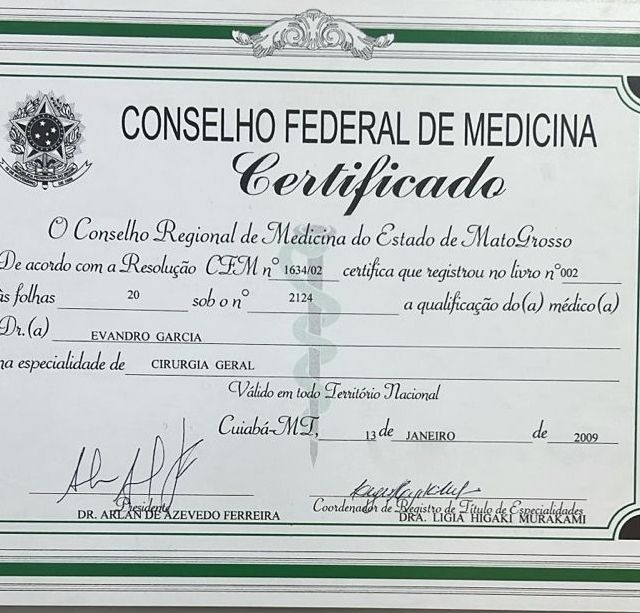 CONSELHO FEDERAL DE MEDICINA
Certificado
O Conselho Regional de Medicina do Estado de MatoGrosso
De acordo com a Resolução CFM nº 1634/02 certifica que registrou no livro nº 002
às folhas 20 sob o nº 2124 a qualificação do(a) médico(a)
Dr.(a) EVANDRO GARCIA
na especialidade de CIRURGIA GERAL
Válido em todo Território Nacional
Cuiabá-MT, 13 de JANEIRO de 2009
Presidente
DR. ARLAN DE AZEVEDO FERREIRA
Coordenador de Registro de Título de Especialidades
DRA. LIGIA HIGAKI MURAKAMI